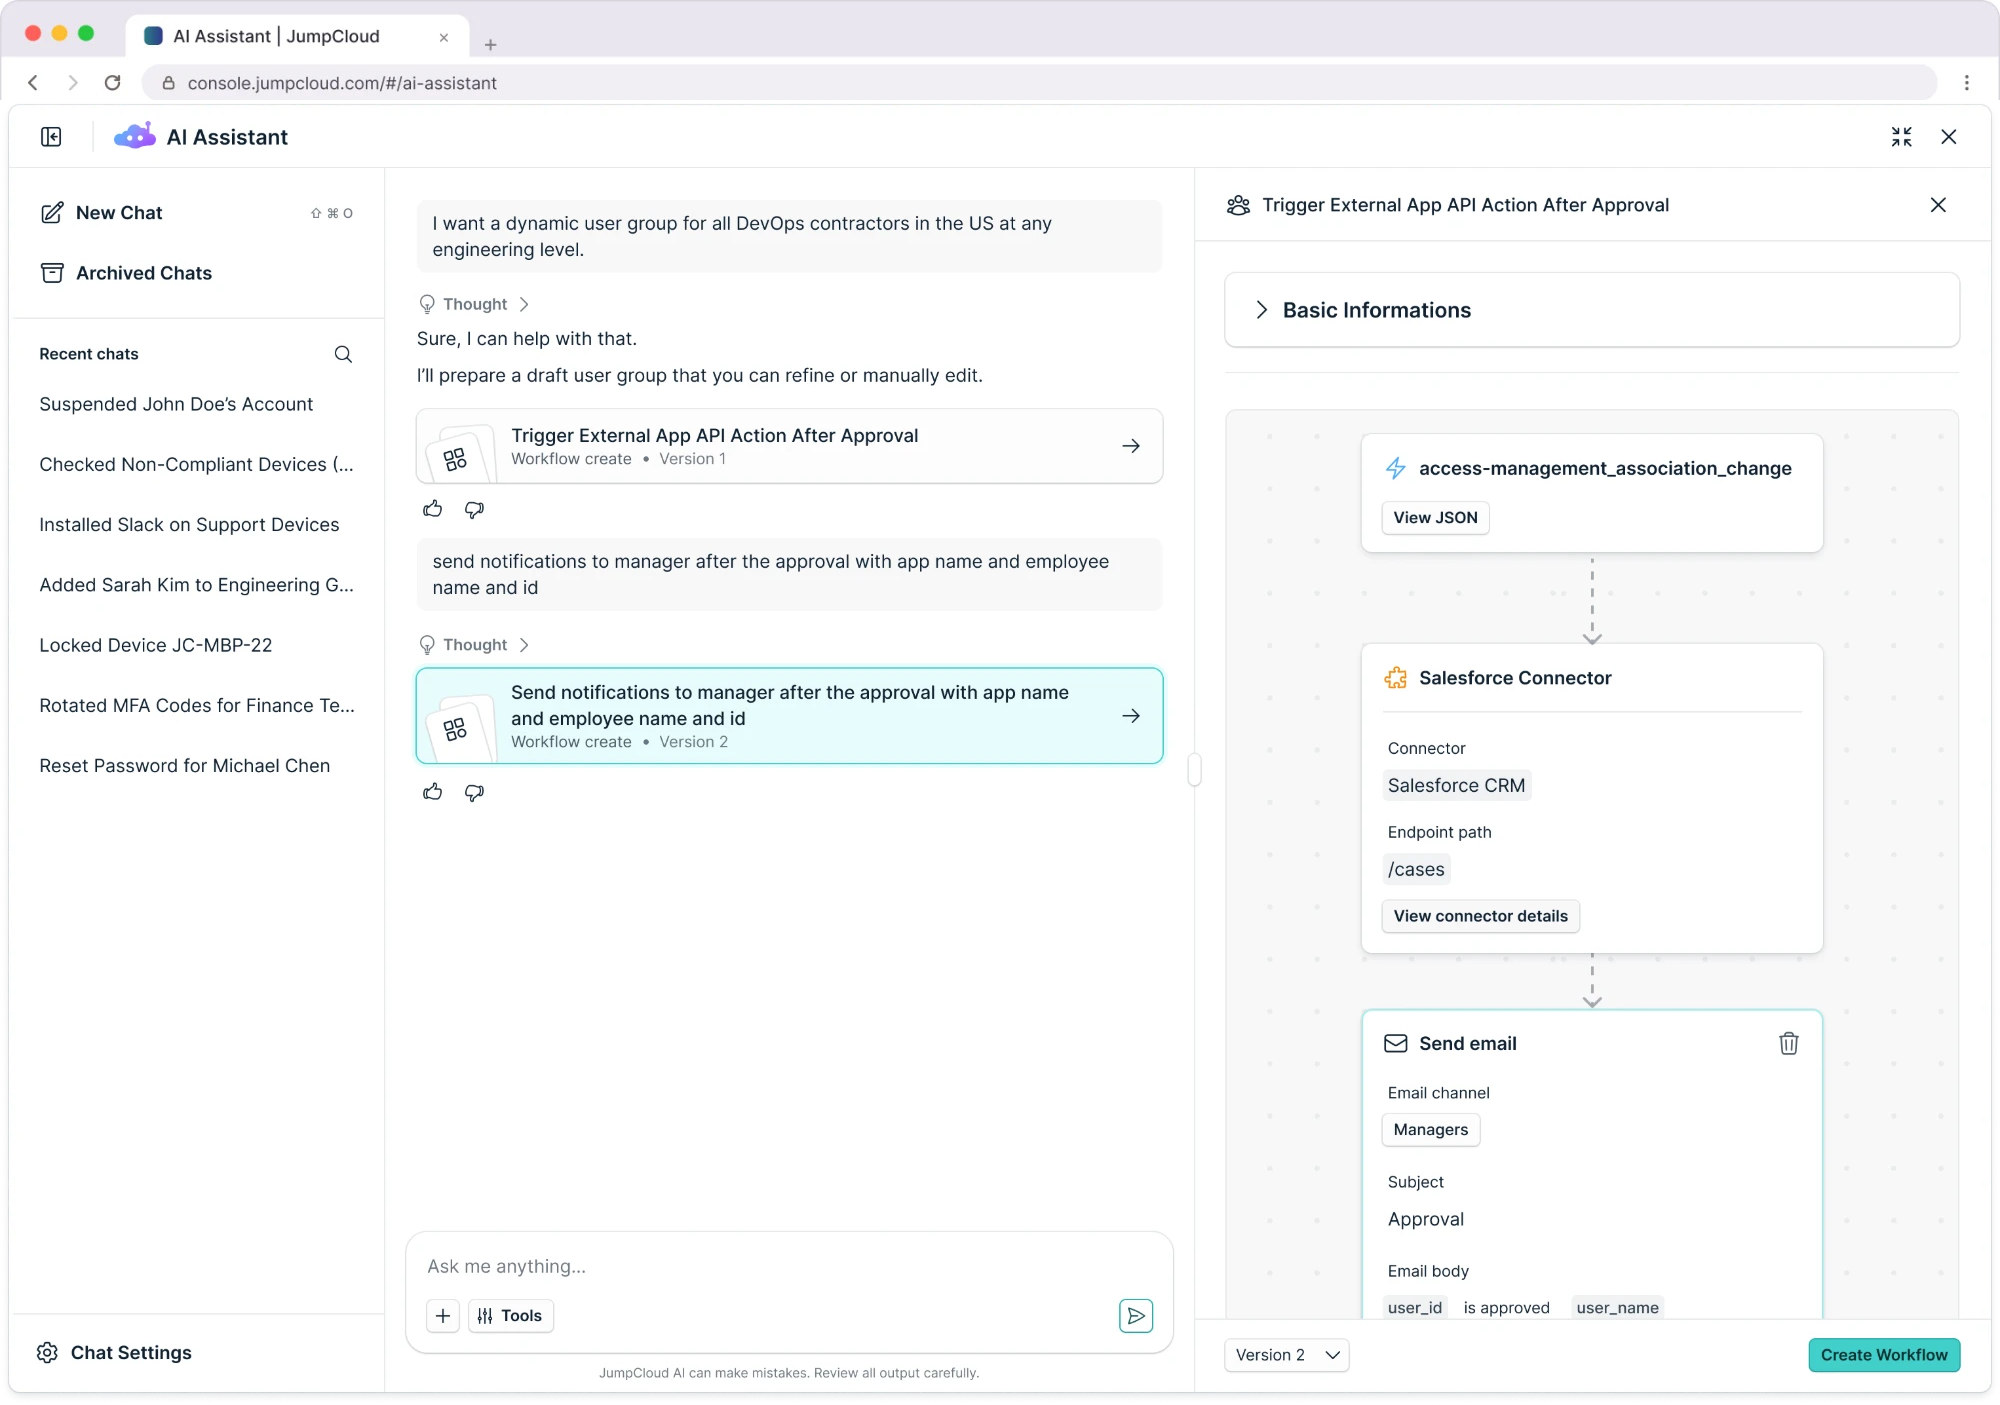 AI Assistant | JumpCloud
console.jumpcloud.com/#/ai-assistant
AI Assistant
New Chat
⇧ ⌘ O
Archived Chats
Recent chats
Suspended John Doe’s Account
Checked Non-Compliant Devices (...
Installed Slack on Support Devices
Added Sarah Kim to Engineering G...
Locked Device JC-MBP-22
Rotated MFA Codes for Finance Te...
Reset Password for Michael Chen
Chat Settings
I want a dynamic user group for all DevOps contractors in the US at any
engineering level.
Thought
Sure, I can help with that.
I’ll prepare a draft user group that you can refine or manually edit.
Trigger External App API Action After Approval
Workflow create • Version 1
send notifications to manager after the approval with app name and employee
name and id
Thought
Send notifications to manager after the approval with app name
and employee name and id
Workflow create • Version 2
Ask me anything...
Tools
JumpCloud AI can make mistakes. Review all output carefully.
Trigger External App API Action After Approval
Basic Informations
access-management_association_change
View JSON
Salesforce Connector
Connector
Salesforce CRM
Endpoint path
/cases
View connector details
Send email
Email channel
Managers
Subject
Approval
Email body
user_id is approved user_name
Version 2
Create Workflow